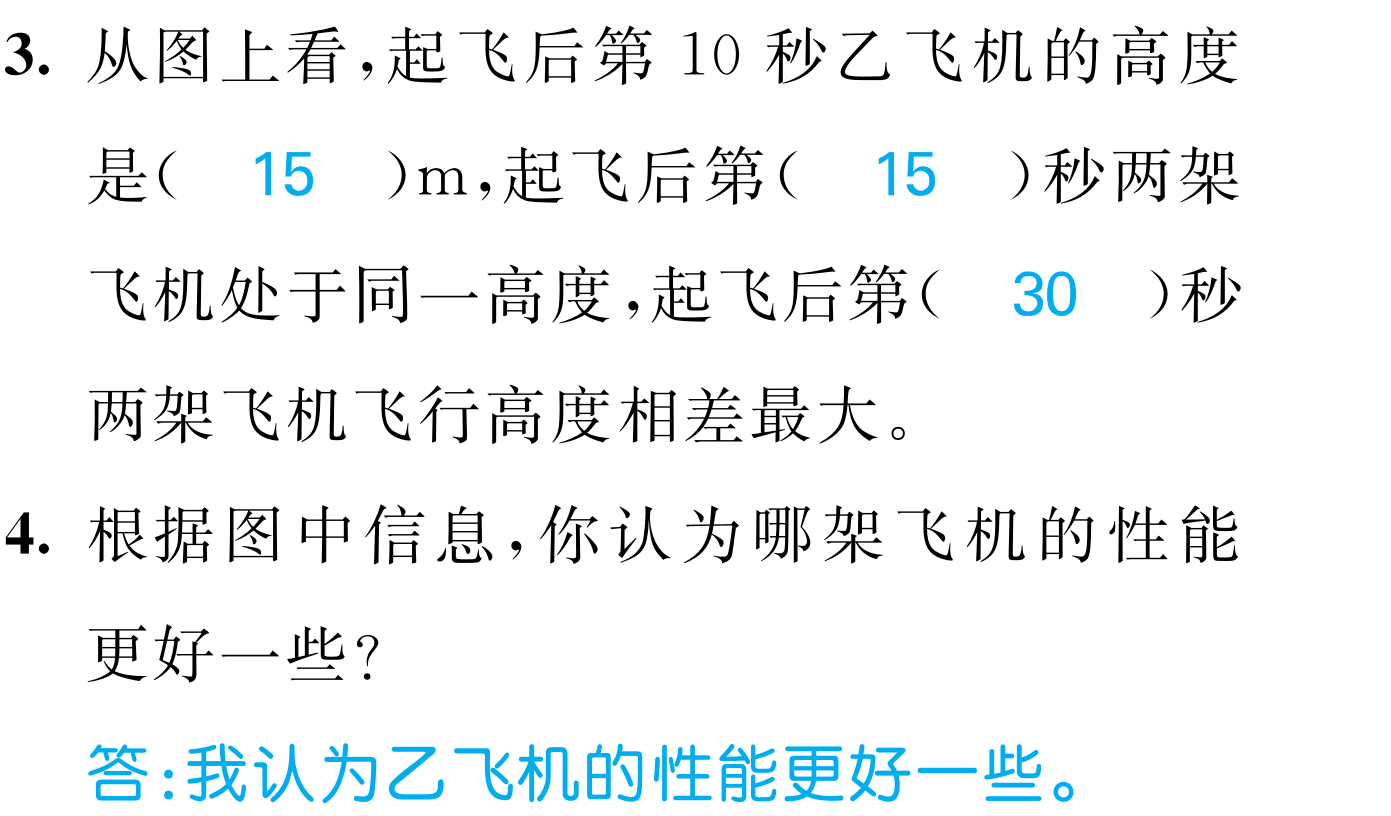 3. 从图上看,起飞后第 10 秒乙飞机的高度
是( 15 )m,起飞后第( 15 )秒两架
飞机处于同一高度,起飞后第( 30 )秒
两架飞机飞行高度相差最大。
4. 根据图中信息,你认为哪架飞机的性能
更好一些?
答:我认为乙飞机的性能更好一些。